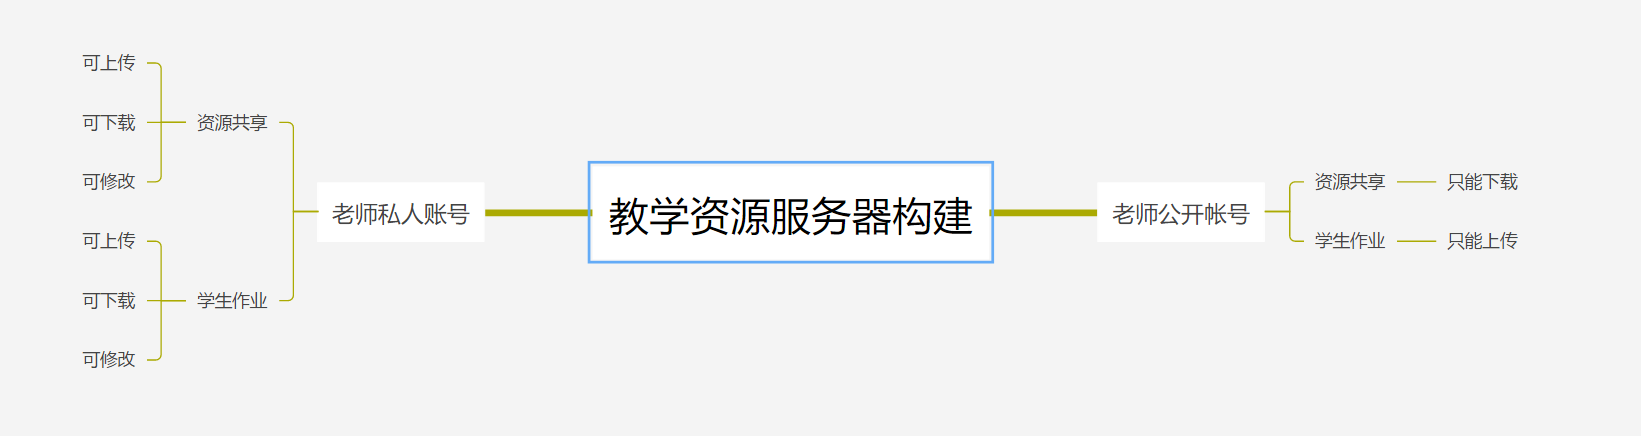 教学资源服务器构建
老师私人账号
资源共享
可上传
可下载
可修改
学生作业
可上传
可下载
可修改
老师公开帐号
资源共享
只能下载
学生作业
只能上传